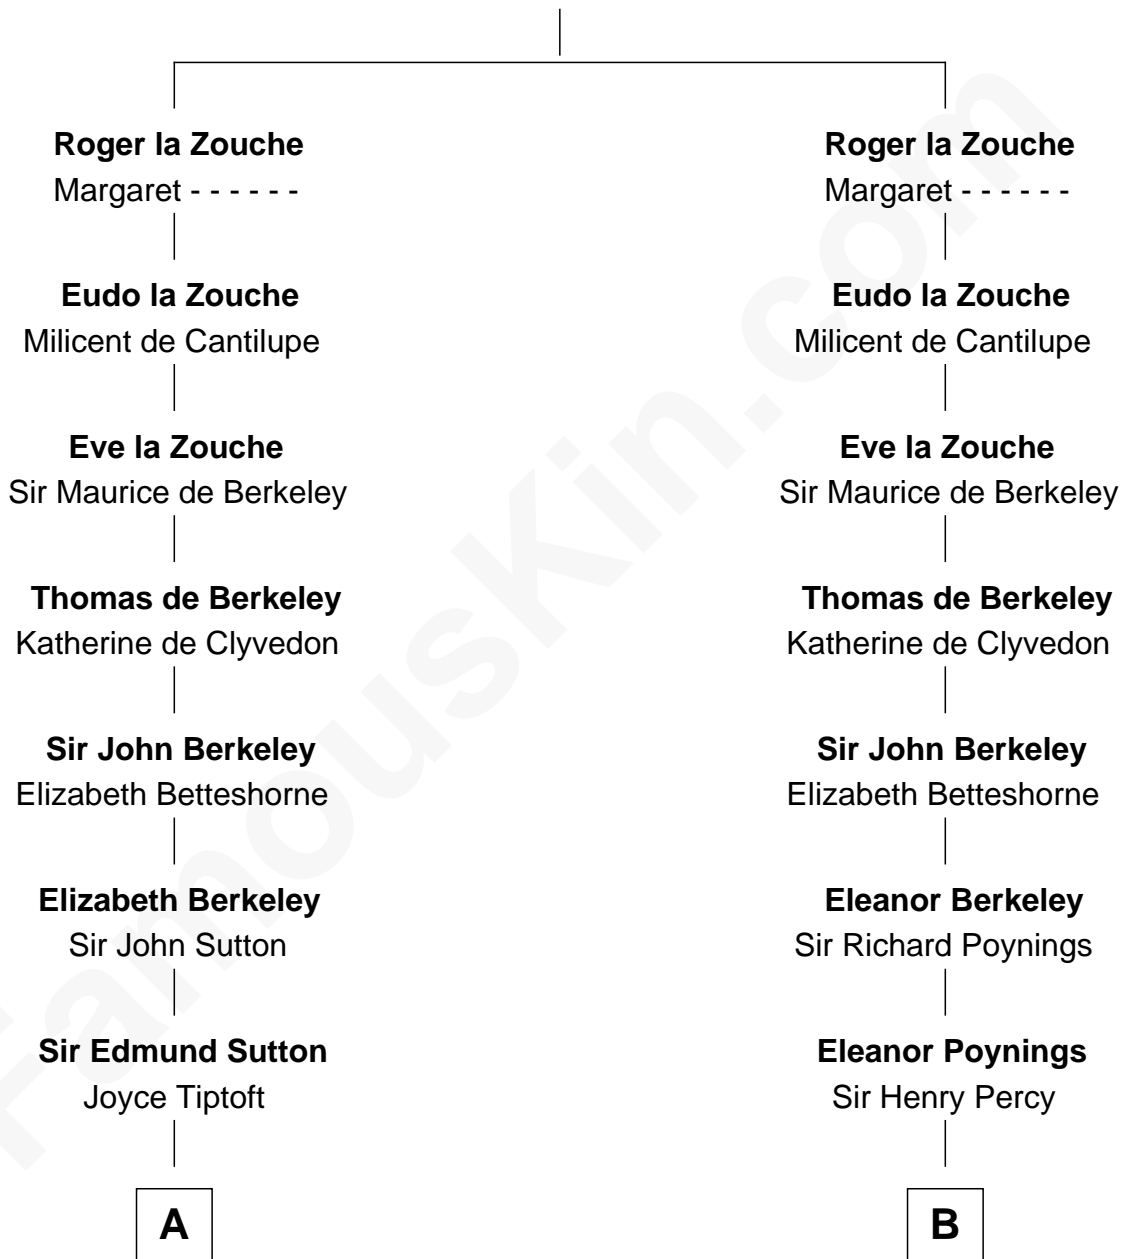 Roger la Zouche
Margaret - - - - - -
Eudo la Zouche
Milicent de Cantilupe
Eve la Zouche
Sir Maurice de Berkeley
Thomas de Berkeley
Katherine de Clyvedon
Sir John Berkeley
Elizabeth Betteshorne
Elizabeth Berkeley
Sir John Sutton
Sir Edmund Sutton
Joyce Tiptoft
A
Roger la Zouche
Margaret - - - - - -
Eudo la Zouche
Milicent de Cantilupe
Eve la Zouche
Sir Maurice de Berkeley
Thomas de Berkeley
Katherine de Clyvedon
Sir John Berkeley
Elizabeth Betteshorne
Eleanor Berkeley
Sir Richard Poynings
Eleanor Poynings
Sir Henry Percy
B
FamousKin.com